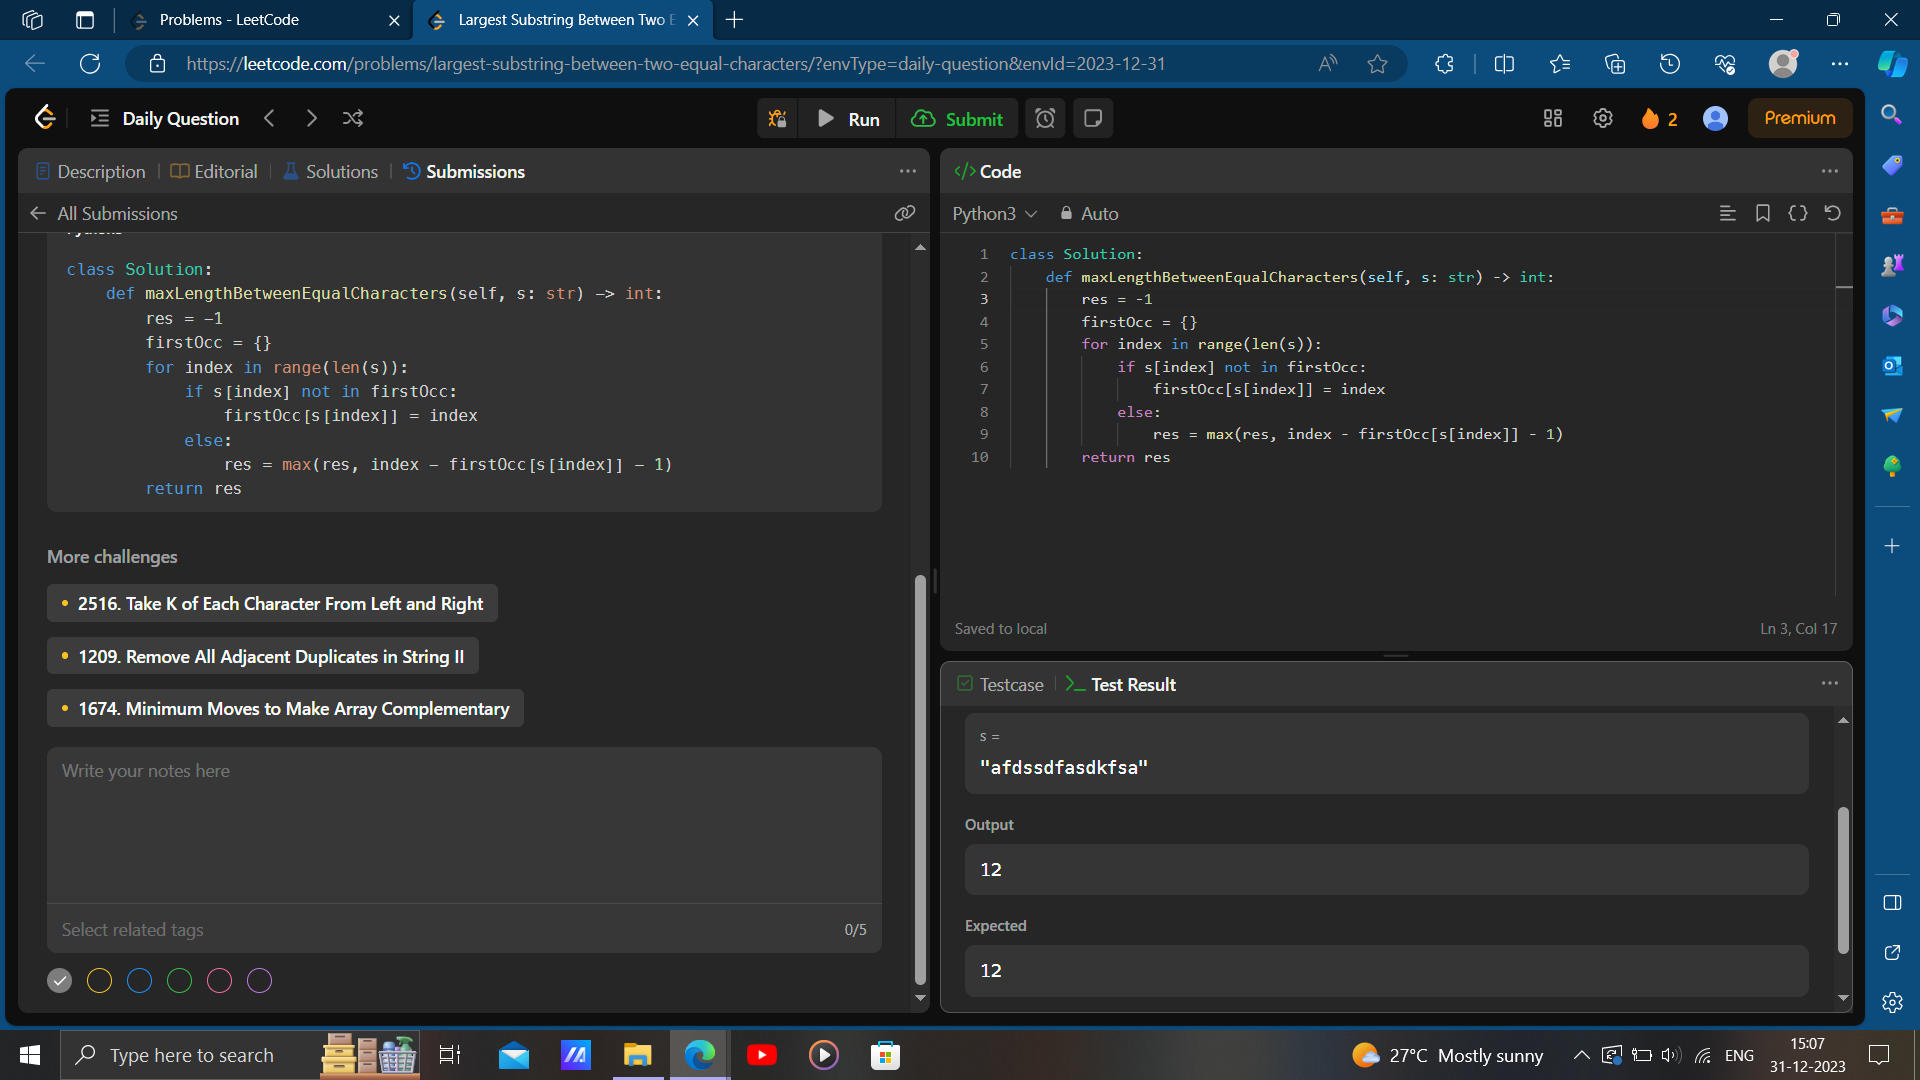 Problems - LeetCode
Largest Substring Between Two E
https://leetcode.com/problems/largest-substring-between-two-equal-characters/?envType=daily-question&envId=2023-12-31
Daily Question
Run
Submit
2
Premium
Description
Editorial
Solutions
Submissions
All Submissions
class Solution:
def maxLengthBetweenEqualCharacters(self, s: str) -> int:
res = -1
firstOcc = {}
for index in range(len(s)):
if s[index] not in firstOcc:
firstOcc[s[index]] = index
else:
res = max(res, index - firstOcc[s[index]] - 1)
return res
More challenges
2516. Take K of Each Character From Left and Right
1209. Remove All Adjacent Duplicates in String II
1674. Minimum Moves to Make Array Complementary
Write your notes here
Select related tags
0/5
</> Code
Python3
Auto
1 class Solution:
2 def maxLengthBetweenEqualCharacters(self, s: str) -> int:
3 res = -1
4 firstOcc = {}
5 for index in range(len(s)):
6 if s[index] not in firstOcc:
7 firstOcc[s[index]] = index
8 else:
9 res = max(res, index - firstOcc[s[index]] - 1)
10 return res
Saved to local
Ln 3, Col 17
Testcase
Test Result
s =
"afdssdfasdkfsa"
Output
12
Expected
12
Type here to search
27°C Mostly sunny
ENG
15:07
31-12-2023